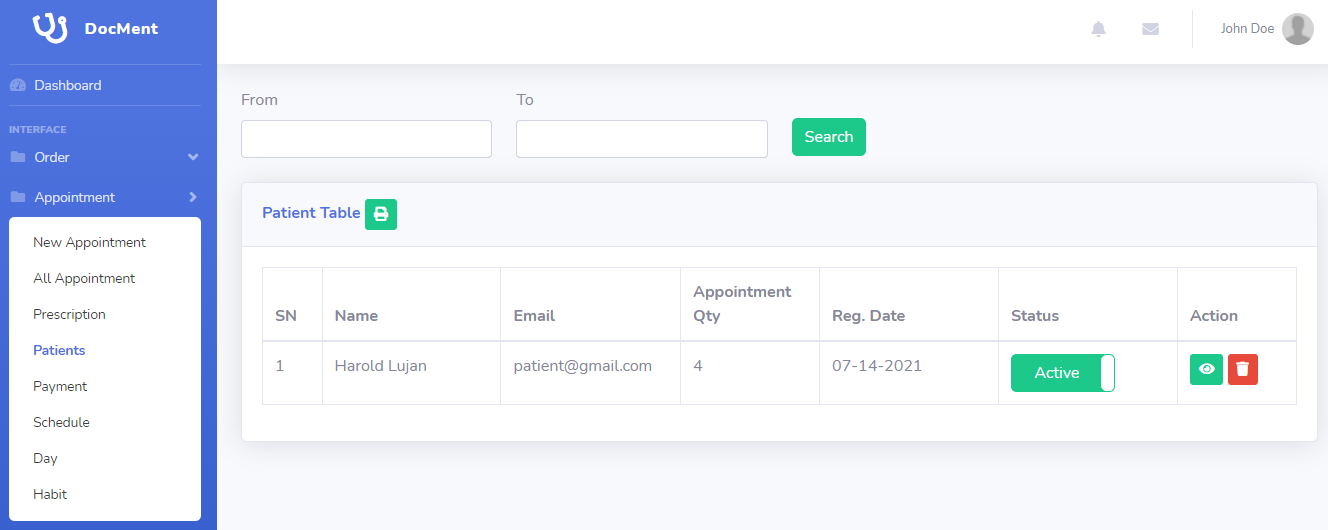 DocMent
John Doe
Dashboard
INTERFACE
Order
Appointment
New Appointment
All Appointment
Prescription
Patients
Payment
Schedule
Day
Habit
From
To
Search
Patient Table
SN
Name
Email
Appointment
Qty
Reg. Date
Status
Action
1
Harold Lujan
patient@gmail.com
4
07-14-2021
Active